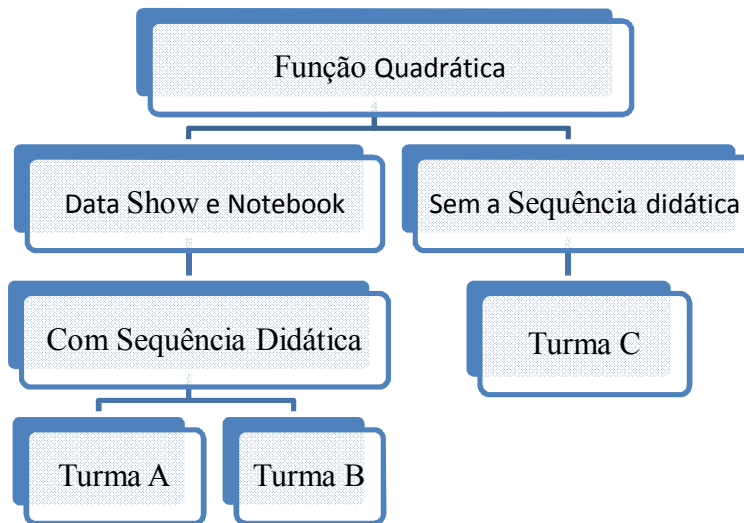 Função Quadrática
Data Show e Notebook
Sem a Sequência didática
Com Sequência Didática
Turma C
Turma A
Turma B